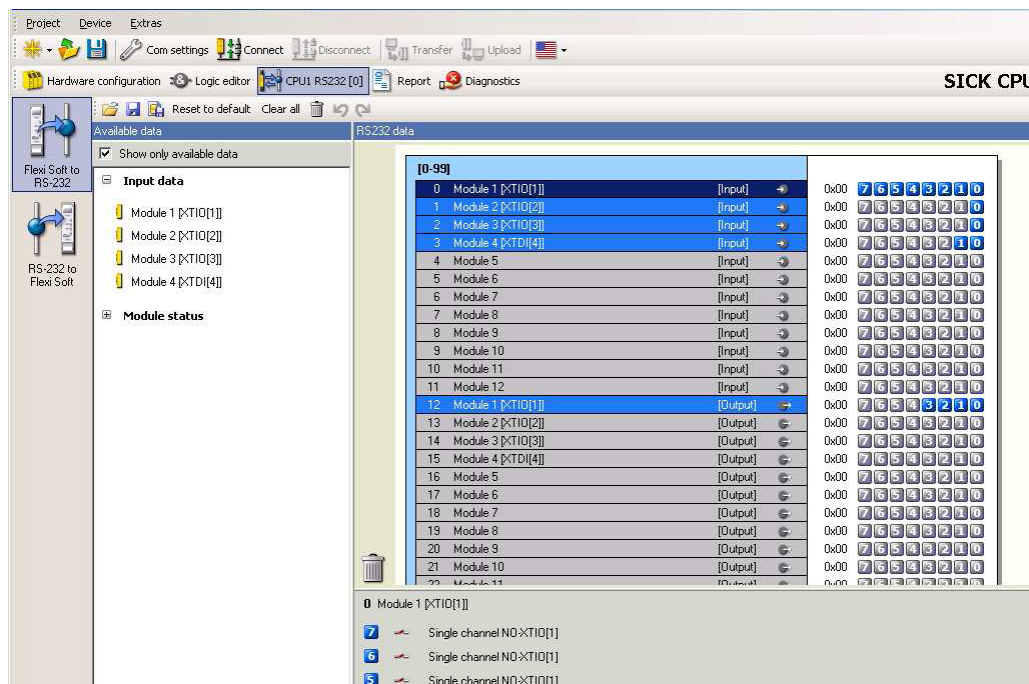 Project Device Extras
Com settings Connect Disconnect Transfer Upload
Hardware configuration Logic editor CPU1 RS232 [0] Report Diagnostics SICK CPU
Reset to default Clear all
Available data RS232 data
Show only available data
Flexi Soft to
RS-232
RS-232 to
Flexi Soft
Input data
Module 1 [XTIO[1]]
Module 2 [XTIO[2]]
Module 3 [XTIO[3]]
Module 4 [XTDI[4]]
Module status
[0-99]
0 Module 1 [XTIO[1]] [Input] 0x00 7 6 5 4 3 2 1 0
1 Module 2 [XTIO[2]] [Input] 0x00 7 6 5 4 3 2 1 0
2 Module 3 [XTIO[3]] [Input] 0x00 7 6 5 4 3 2 1 0
3 Module 4 [XTDI[4]] [Input] 0x00 7 6 5 4 3 2 1 0
4 Module 5 [Input] 0x00 7 6 5 4 3 2 1 0
5 Module 6 [Input] 0x00 7 6 5 4 3 2 1 0
6 Module 7 [Input] 0x00 7 6 5 4 3 2 1 0
7 Module 8 [Input] 0x00 7 6 5 4 3 2 1 0
8 Module 9 [Input] 0x00 7 6 5 4 3 2 1 0
9 Module 10 [Input] 0x00 7 6 5 4 3 2 1 0
10 Module 11 [Input] 0x00 7 6 5 4 3 2 1 0
11 Module 12 [Input] 0x00 7 6 5 4 3 2 1 0
12 Module 1 [XTIO[1]] [Output] 0x00 7 6 5 4 3 2 1 0
13 Module 2 [XTIO[2]] [Output] 0x00 7 6 5 4 3 2 1 0
14 Module 3 [XTIO[3]] [Output] 0x00 7 6 5 4 3 2 1 0
15 Module 4 [XTDI[4]] [Output] 0x00 7 6 5 4 3 2 1 0
16 Module 5 [Output] 0x00 7 6 5 4 3 2 1 0
17 Module 6 [Output] 0x00 7 6 5 4 3 2 1 0
18 Module 7 [Output] 0x00 7 6 5 4 3 2 1 0
19 Module 8 [Output] 0x00 7 6 5 4 3 2 1 0
20 Module 9 [Output] 0x00 7 6 5 4 3 2 1 0
21 Module 10 [Output] 0x00 7 6 5 4 3 2 1 0
22 Module 11 [Output] 0x00 7 6 5 4 3 2 1 0
0 Module 1 [XTIO[1]]
7 Single channel NO-XTIO[1]
6 Single channel NO-XTIO[1]
5 Single channel NO-XTIO[1]